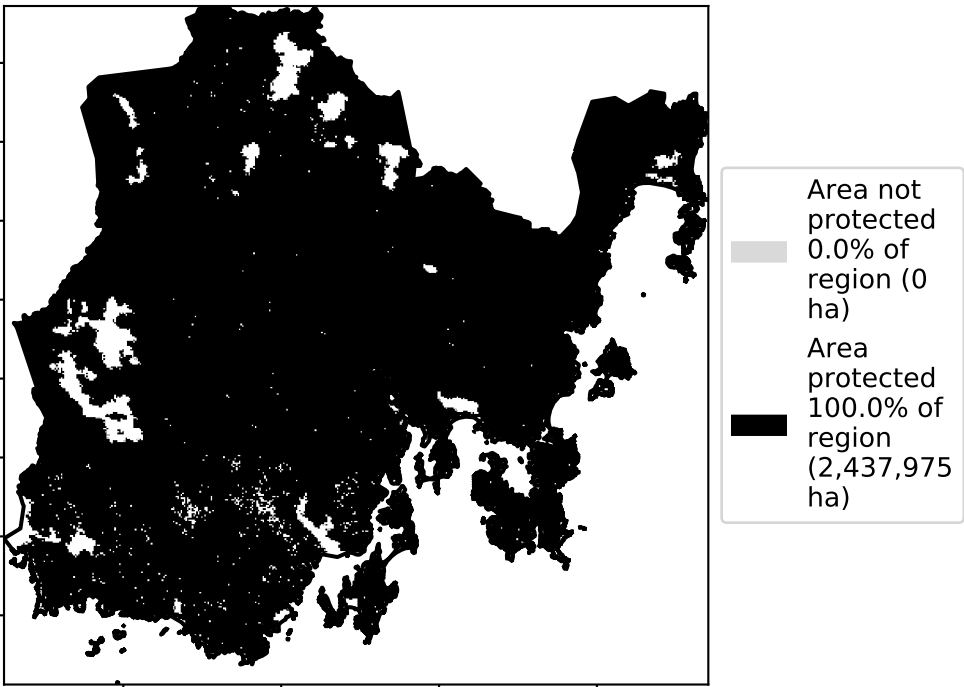 Area not
protected
0.0% of
region (0
ha)
Area
protected
100.0% of
region
(2,437,975
ha)